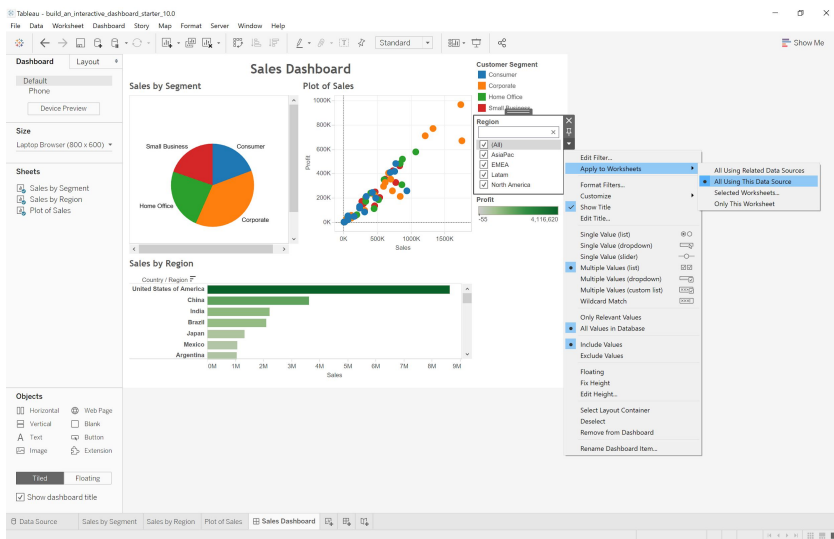 Tableau - build_an_interactive_dashboard_starter_10.0
File Data Worksheet Dashboard Story Map Format Server Window Help
Standard
Show Me
Dashboard Layout
Default
Phone
Device Preview
Size
Laptop Browser (800 x 600)
Sheets
Sales by Segment
Sales by Region
Plot of Sales
Objects
Horizontal Web Page
Vertical Blank
A Text Button
Image Extension
Tiled Floating
Show dashboard title
Sales Dashboard
Sales by Segment
Small Business
Consumer
Home Office
Corporate
Plot of Sales
1000K
800K
600K
400K
200K
0K
Profit
0K 500K 1000K 1500K
Sales
Sales by Region
Country / Region
United States of America
China
India
Brazil
Japan
Mexico
Argentina
0M 1M 2M 3M 4M 5M 6M 7M 8M 9M
Sales
Customer Segment
Consumer
Corporate
Home Office
Small Business
Region
(All)
AsiaPac
EMEA
Latam
North America
Profit
-55 4,116,620
Edit Filter...
Apply to Worksheets
Format Filters...
Customize
Show Title
Edit Title...
Single Value (list)
Single Value (dropdown)
Single Value (slider)
Multiple Values (list)
Multiple Values (dropdown)
Multiple Values (custom list)
Wildcard Match
Only Relevant Values
All Values in Database
Include Values
Exclude Values
Floating
Fix Height
Edit Height...
Select Layout Container
Deselect
Remove from Dashboard
Rename Dashboard Item...
All Using Related Data Sources
All Using This Data Source
Selected Worksheets...
Only This Worksheet
Data Source Sales by Segment Sales by Region Plot of Sales Sales Dashboard